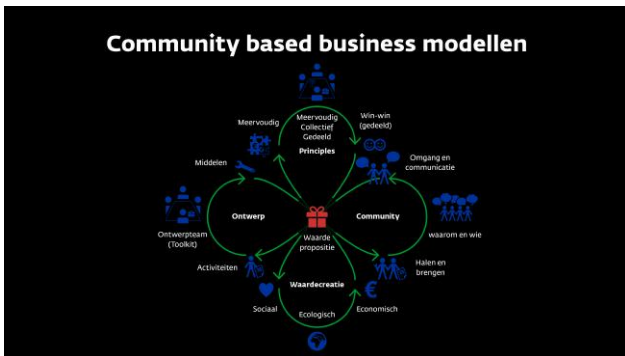 Community based business modellen
Meervoudig
Collectief
Gedeeld
Principles
Meervoudig
Win-win
(gedeeld)
Middelen
Omgang en
communicatie
Ontwerp
Community
Ontwerpteam
(Toolkit)
waarom en wie
Waarde
propositie
Activiteiten
Halen en
brengen
Waardecreatie
Sociaal
Ecologisch
Economisch